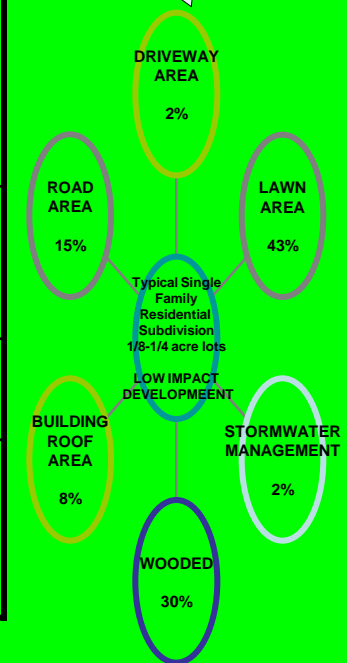 DRIVEWAY
AREA
2%
ROAD
AREA
15%
LAWN
AREA
43%
Typical Single
Family
Residential
Subdivision
1/8-1/4 acre lots
LOW IMPACT
DEVELOPMEENT
BUILDING
ROOF
AREA
8%
STORMWATER
MANAGEMENT
2%
WOODED
30%